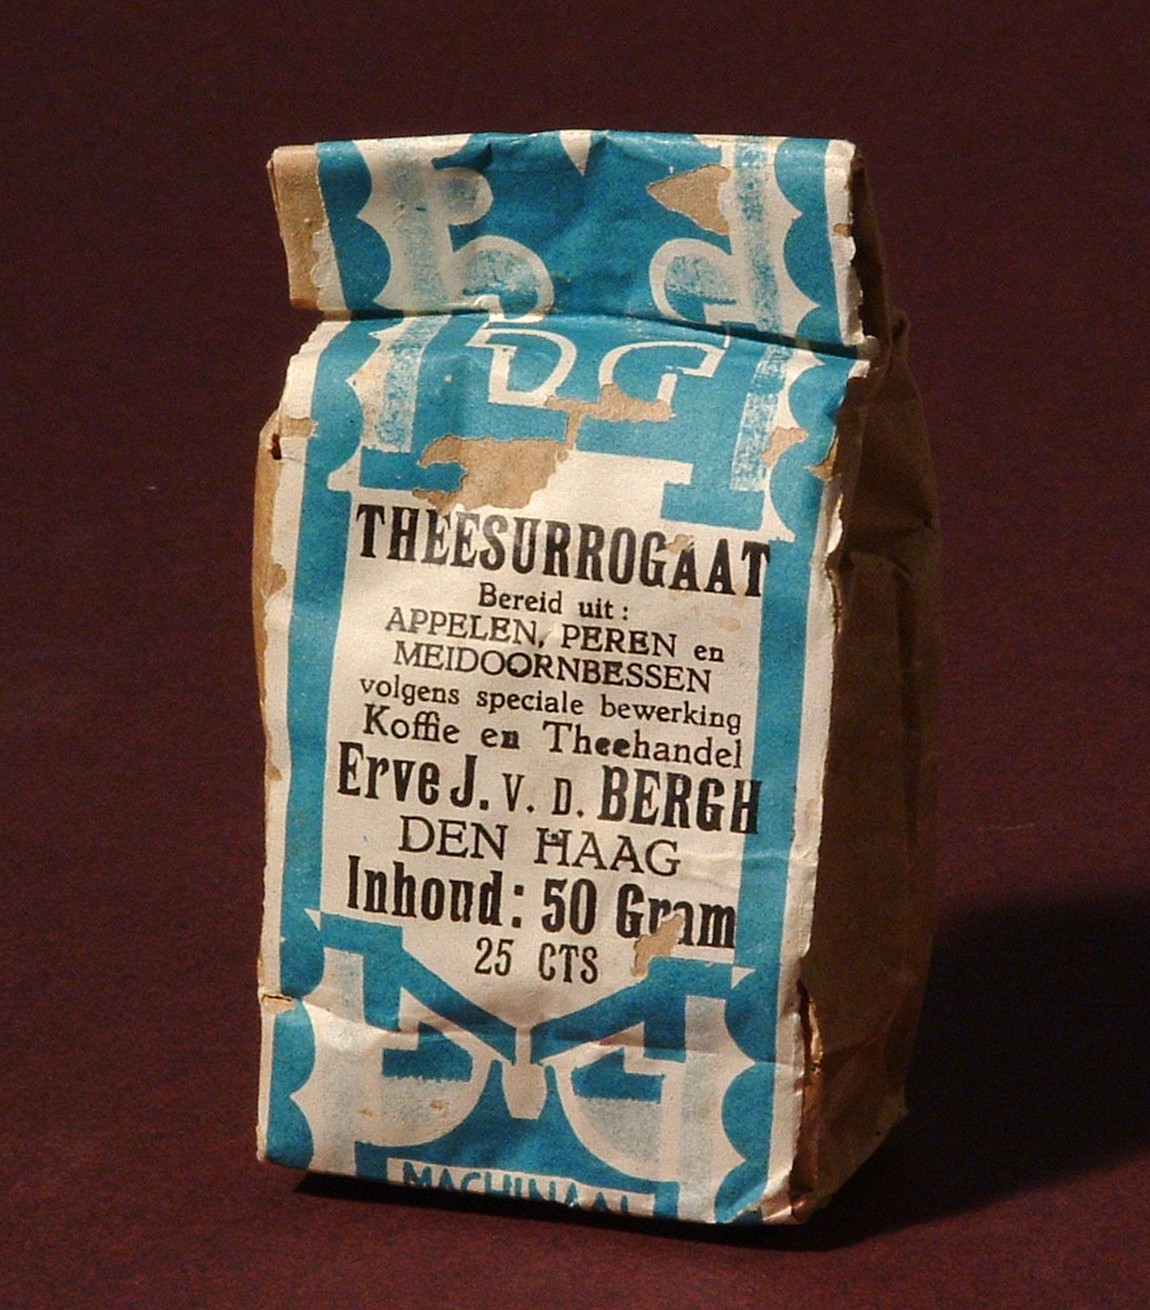 THEESURROGAAT
Bereid uit:
APPELEN, PEREN en
MEIDOORNBESSEN
volgens speciale bewerking
Koffie en Theehandel
Erve J. V. D. BERGH
DEN HAAG
Inhoud: 50 Gram
25 CTS
MACHINAAL